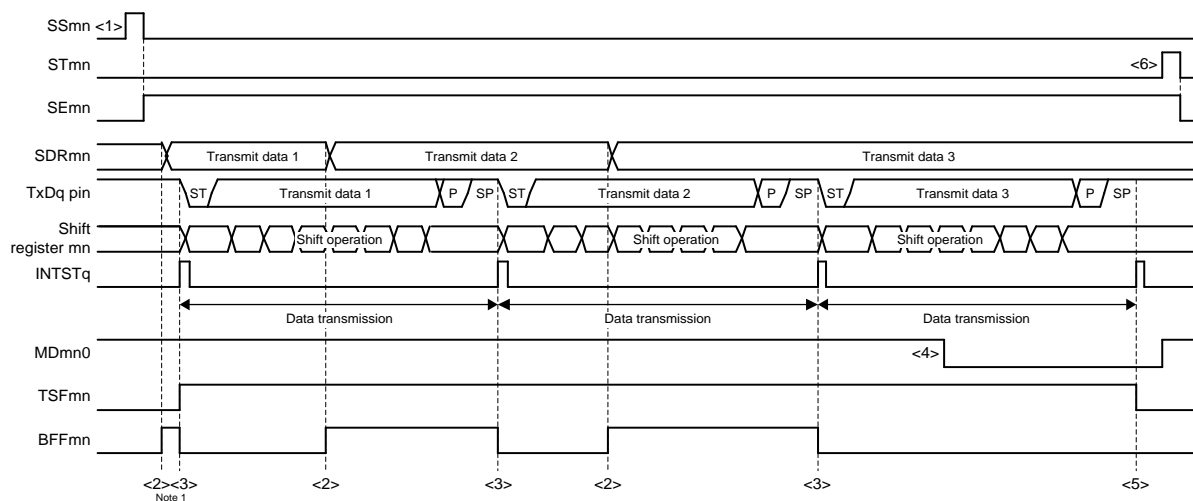 SSmn <1>
STmn <6>
SEmn
SDRmn Transmit data 1 Transmit data 2 Transmit data 3
TxDq pin ST Transmit data 1 P SP ST Transmit data 2 P SP ST Transmit data 3 P SP
Shift
register mn Shift operation Shift operation Shift operation
INTSTq
Data transmission Data transmission Data transmission
MDmn0 <4>
TSFmn
BFFmn
<2> <3> <2> <3> <2> <3> <5>
Note 1